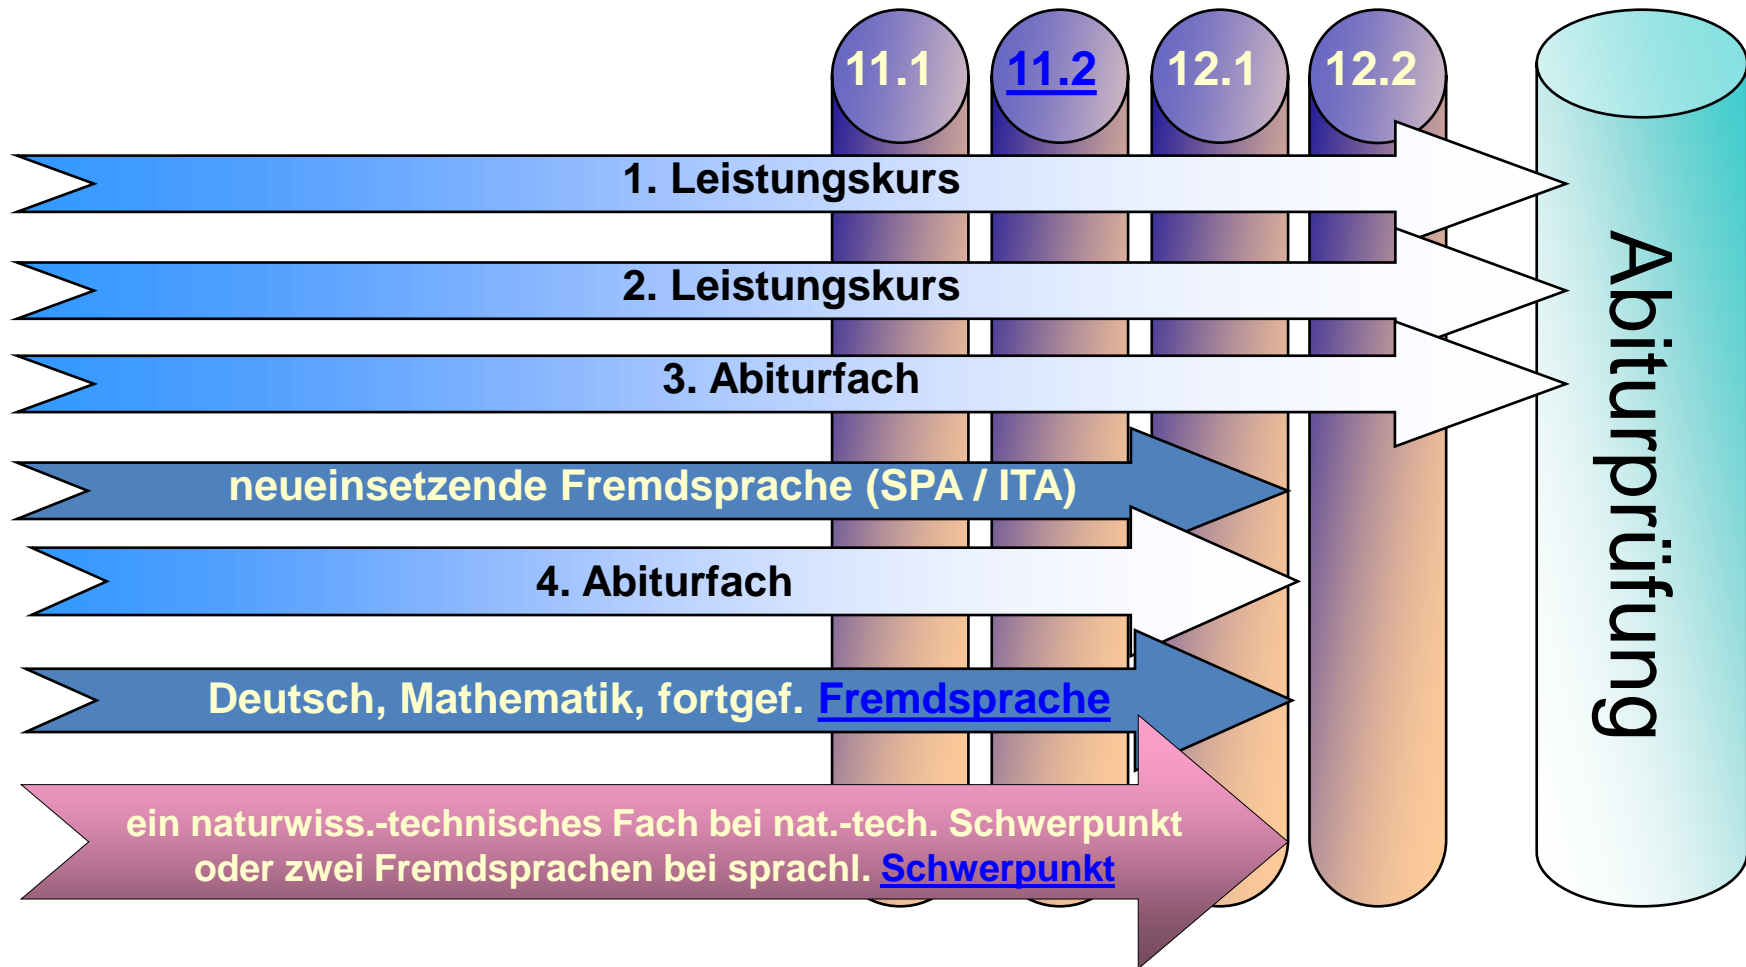 11.1
11.2
12.1
12.2
1. Leistungskurs
2. Leistungskurs
3. Abiturfach
neueinsetzende Fremdsprache (SPA / ITA)
4. Abiturfach
Deutsch, Mathematik, fortgef. Fremdsprache
ein naturwiss.-technisches Fach bei nat.-tech. Schwerpunkt
oder zwei Fremdsprachen bei sprachl. Schwerpunkt
Abiturprüfung